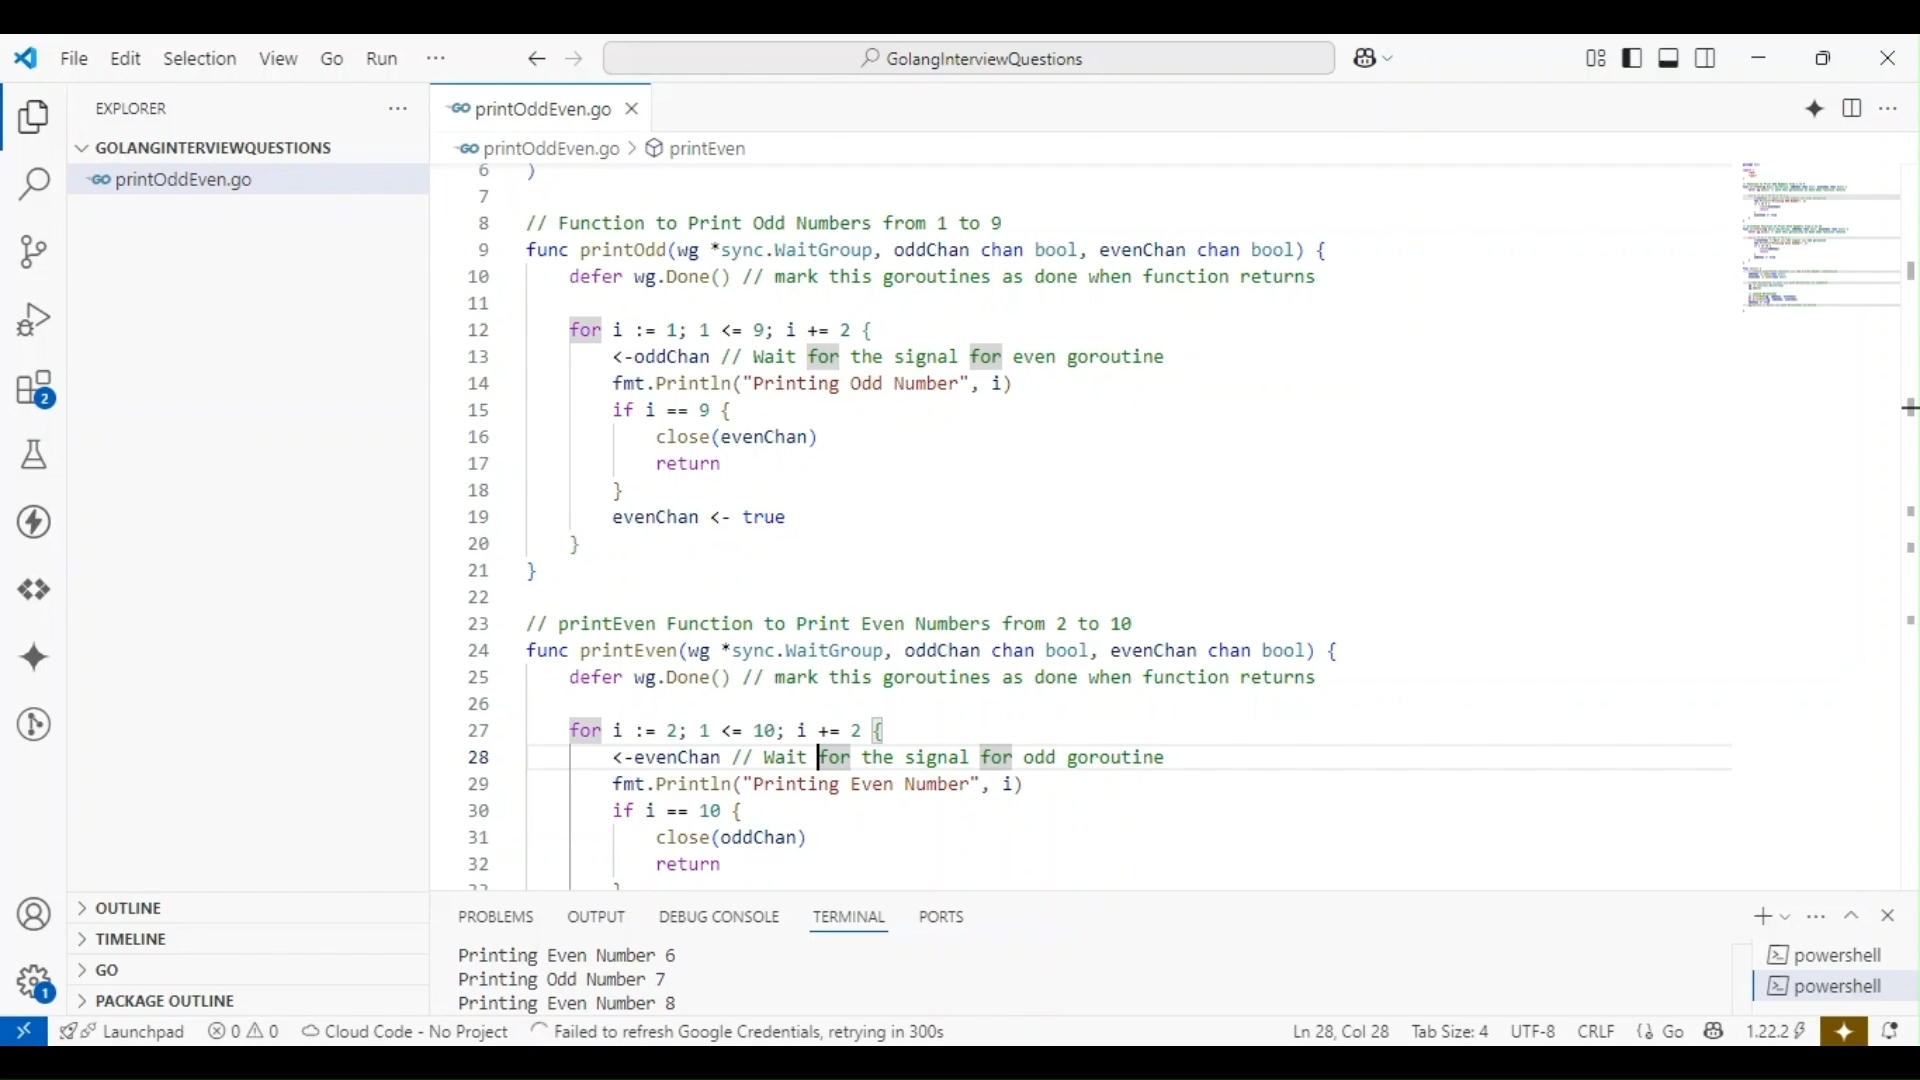 File Edit Selection View Go Run ··· GolangInterviewQuestions
EXPLORER ···
GOLANGINTERVIEWQUESTIONS
printOddEven.go
printOddEven.go
printOddEven.go > printEven
6 )
7
8 // Function to Print Odd Numbers from 1 to 9
9 func printOdd(wg *sync.WaitGroup, oddChan chan bool, evenChan chan bool) {
10 defer wg.Done() // mark this goroutines as done when function returns
11
12 for i := 1; 1 <= 9; i += 2 {
13 <-oddChan // Wait for the signal for even goroutine
14 fmt.Println("Printing Odd Number", i)
15 if i == 9 {
16 close(evenChan)
17 return
18 }
19 evenChan <- true
20 }
21 }
22
23 // printEven Function to Print Even Numbers from 2 to 10
24 func printEven(wg *sync.WaitGroup, oddChan chan bool, evenChan chan bool) {
25 defer wg.Done() // mark this goroutines as done when function returns
26
27 for i := 2; 1 <= 10; i += 2 {
28 <-evenChan // Wait for the signal for odd goroutine
29 fmt.Println("Printing Even Number", i)
30 if i == 10 {
31 close(oddChan)
32 return
2
1
OUTLINE
TIMELINE
GO
PACKAGE OUTLINE
PROBLEMS OUTPUT DEBUG CONSOLE TERMINAL PORTS
Printing Even Number 6
Printing Odd Number 7
Printing Even Number 8
powershell
powershell
Launchpad 0 0 Cloud Code - No Project Failed to refresh Google Credentials, retrying in 300s Ln 28, Col 28 Tab Size: 4 UTF-8 CRLF Go 1.22.2